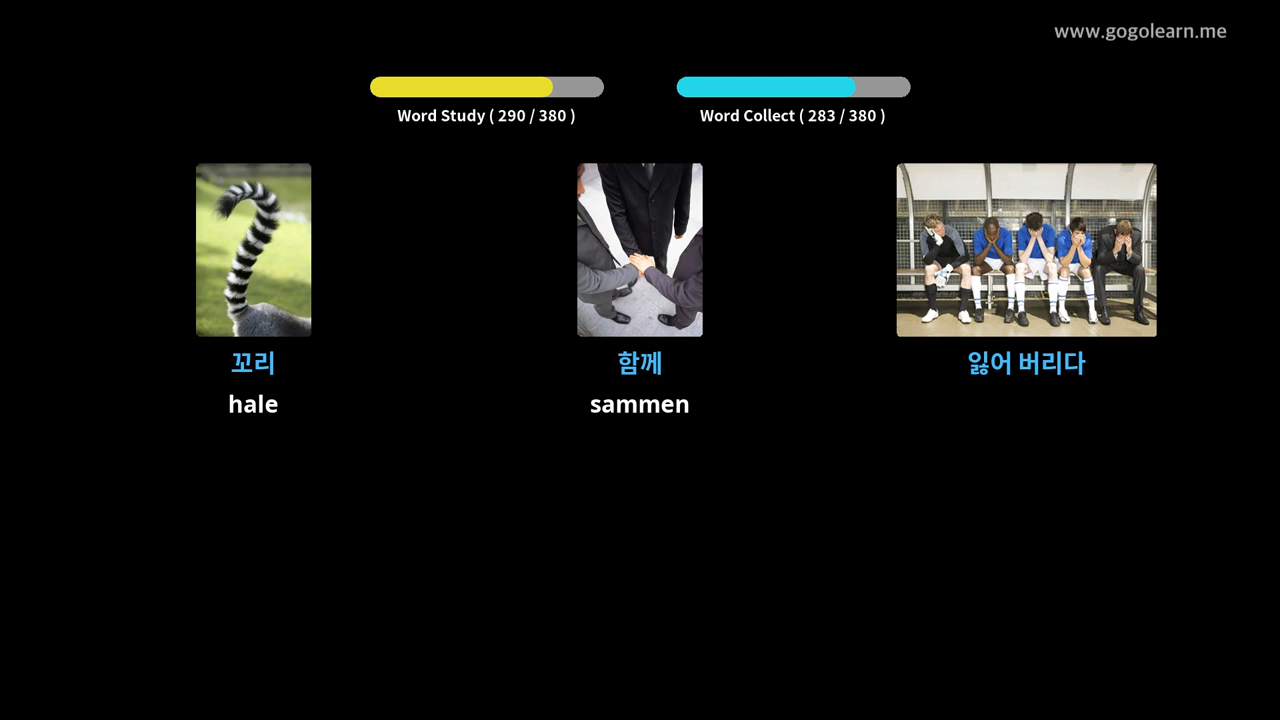 www.gogolearn.me
Word Study ( 290 / 380 )
Word Collect ( 283 / 380 )
꼬리
함께
잃어 버리다
hale
sammen